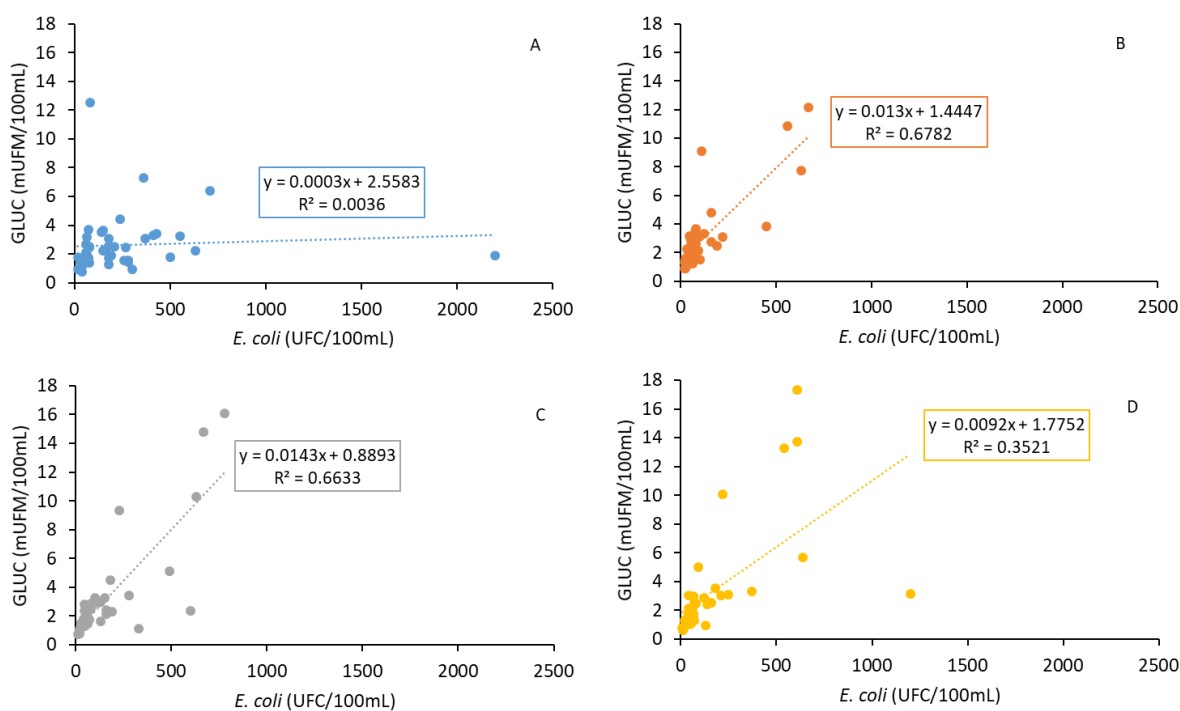 A
GLUC (mUFM/100mL)
18
16
14
12
10
8
6
4
2
0
y = 0.0003x + 2.5583
R² = 0.0036
0 500 1000 1500 2000 2500
E. coli (UFC/100mL)
B
GLUC (mUFM/100mL)
18
16
14
12
10
8
6
4
2
0
y = 0.013x + 1.4447
R² = 0.6782
0 500 1000 1500 2000 2500
E. coli (UFC/100mL)
C
GLUC (mUFM/100mL)
18
16
14
12
10
8
6
4
2
0
y = 0.0143x + 0.8893
R² = 0.6633
0 500 1000 1500 2000 2500
E. coli (UFC/100mL)
D
GLUC (mUFM/100mL)
18
16
14
12
10
8
6
4
2
0
y = 0.0092x + 1.7752
R² = 0.3521
0 500 1000 1500 2000 2500
E. coli (UFC/100mL)